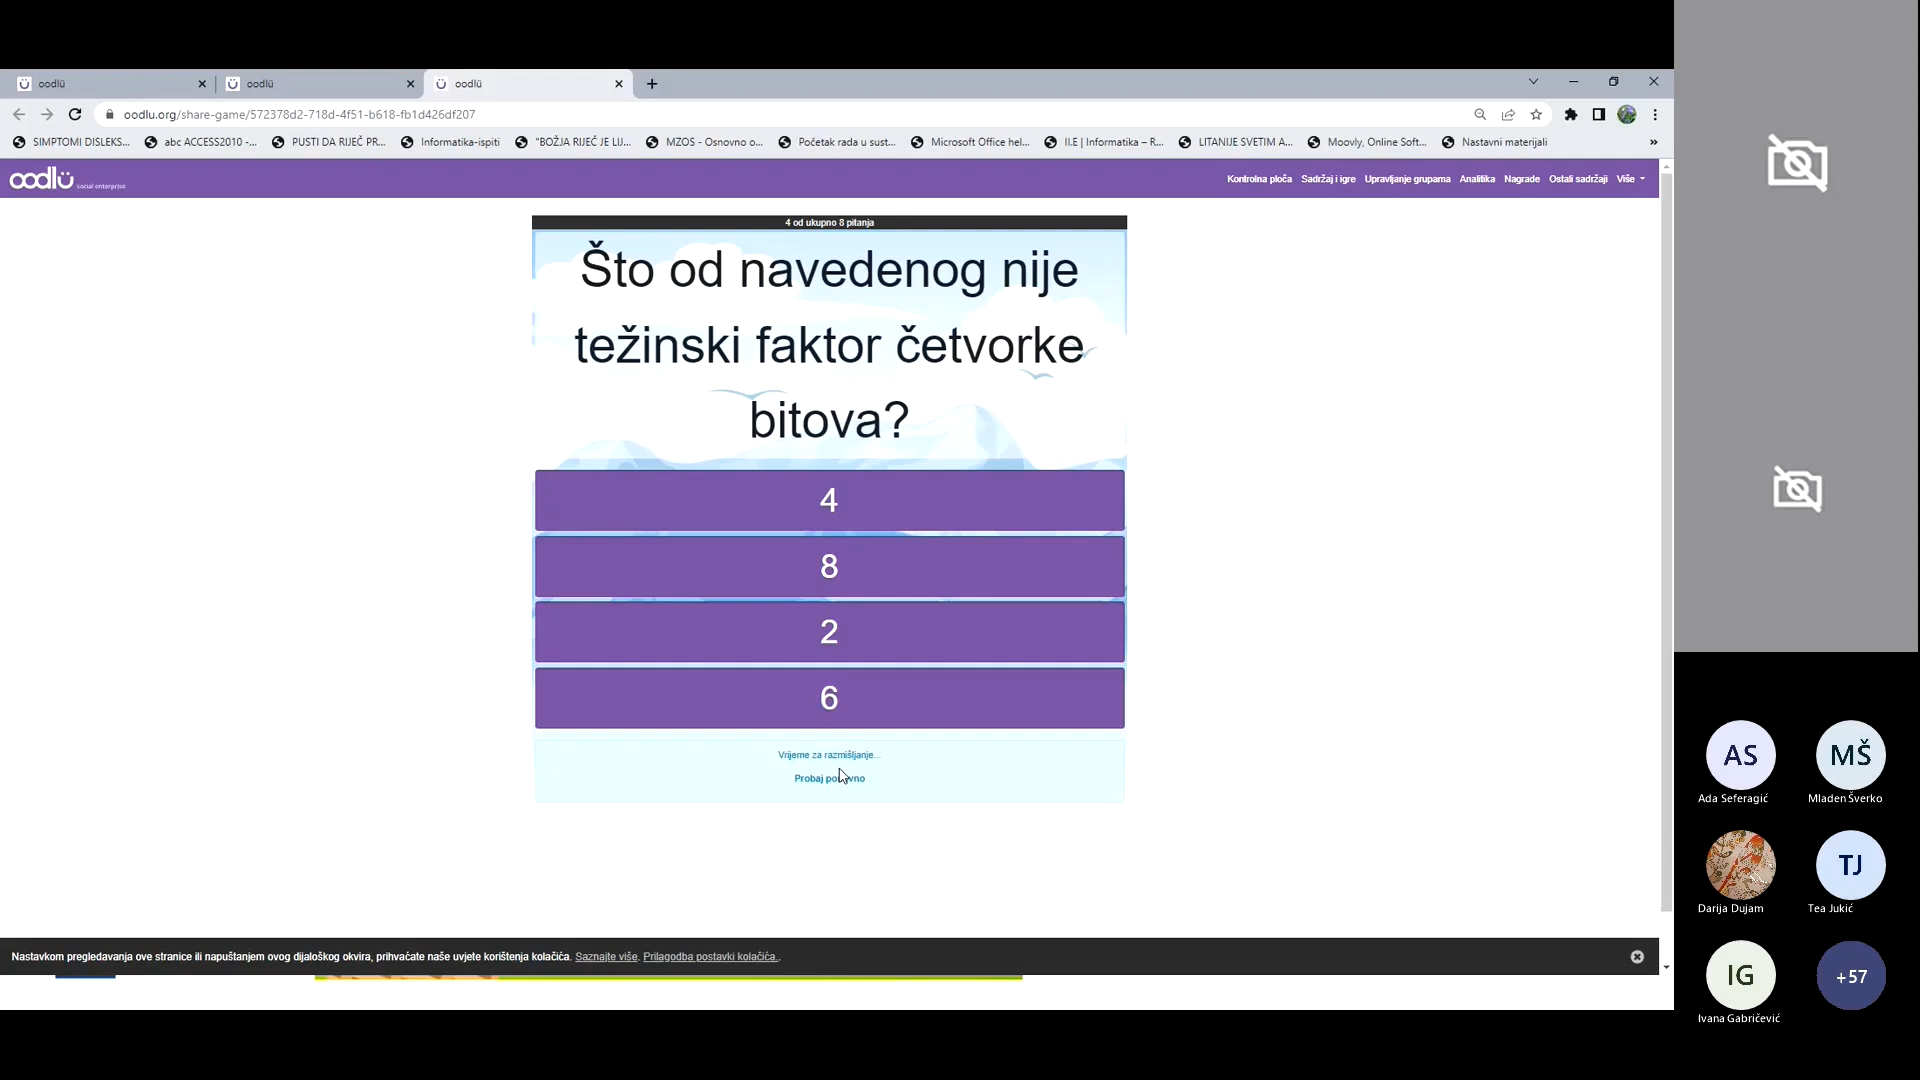 oodlü
oodlü
oodlü
oodlu.org/share-game/572378d2-718d-4f51-b618-fb1d426df207
SIMPTOMI DISLEKS...
abc ACCESS2010 -...
PUSTI DA RIJEČ PR...
Informatika-ispiti
"BOŽJA RIJEČ JE LIJ...
MZOS - Osnovno o...
Početak rada u sust...
Microsoft Office hel...
II.E | Informatika – R...
LITANIJE SVETIM A...
Moovly, Online Soft...
Nastavni materijali
»
oodlü social enterprise
Kontrolna ploča
Sadržaj i igre
Upravljanje grupama
Analitika
Nagrade
Ostali sadržaji
Više
4 od ukupno 8 pitanja
Što od navedenog nije
težinski faktor četvorke
bitova?
4
8
2
6
Vrijeme za razmišljanje...
Probaj
Nastavkom pregledavanja ove stranice ili napuštanjem ovog dijaloškog okvira, prihvaćate naše uvjete korištenja kolačića. Saznajte više. Prilagodba postavki kolačića..
AS
MŠ
Ada Seferagić
Mladen Šverko
TJ
Darija Dujam
Tea Jukić
IG
+57
Ivana Gabričević